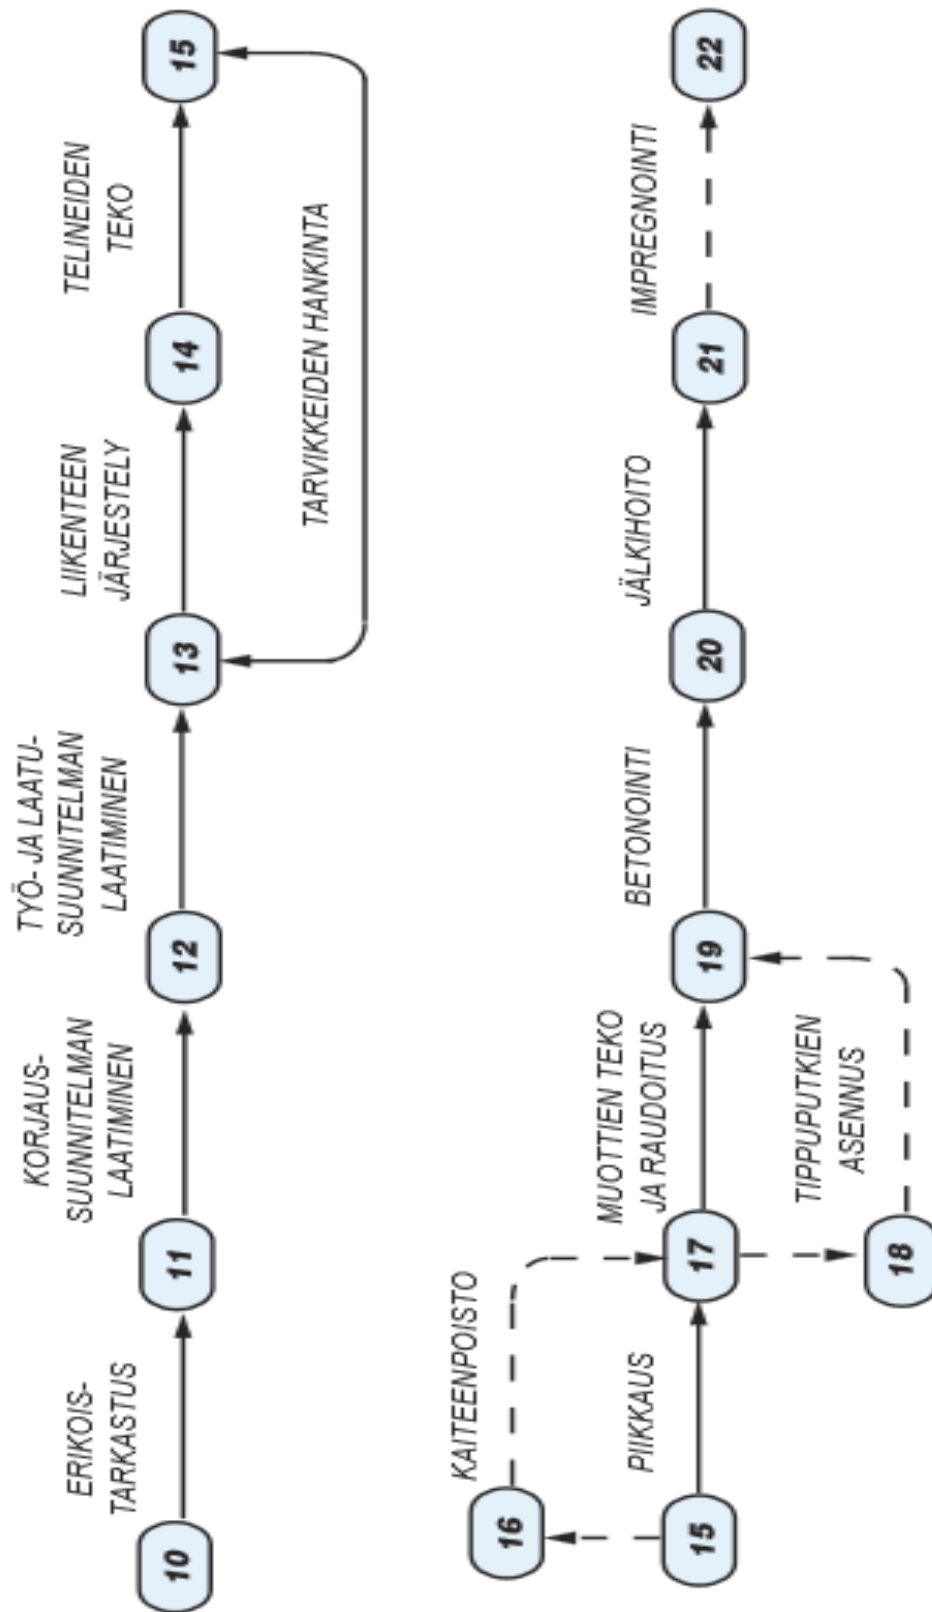 ERIKOIS-
TARKASTUS
KORJAUS-
SUUNNITELMAN
LAATIMINEN
TYÖ- JA LAATU-
SUUNNITELMAN
LAATIMINEN
LIIKENTEEN
JÄRJESTELY
TELINEIDEN
TEKO
10
11
12
13
14
15
TARVIKKEIDEN HANKINTA
KAITEENPOISTO
16
PIIKKAUS
MUOTTIEN TEKO
JA RAUDOITUS
BETONOINTI
JÄLKIHOITO
IMPREGNOINTI
15
17
19
20
21
22
TIPPUPUTKIEN
ASENNUS
18